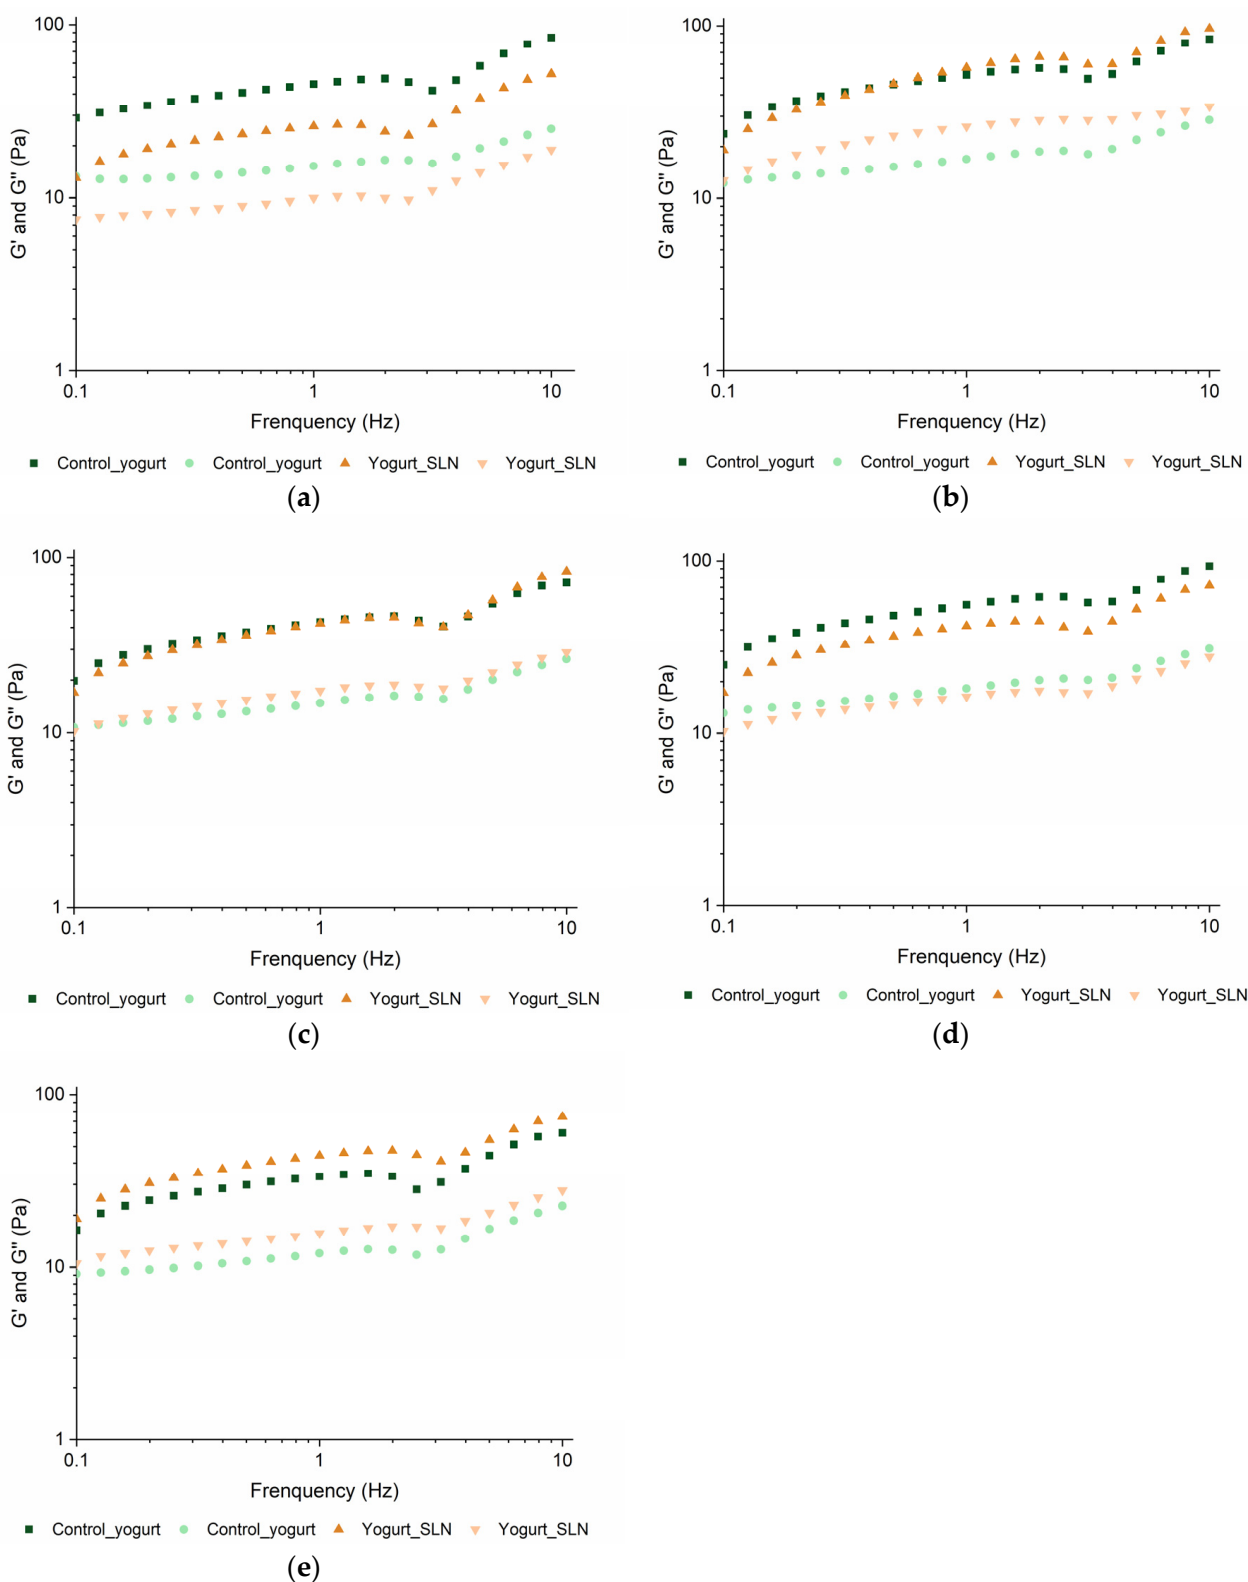 100
10
1
G' and G" (Pa)
0.1 1 10
Frenquency (Hz)
Control_yogurt Control_yogurt Yogurt_SLN Yogurt_SLN
(a)
100
10
1
G' and G" (Pa)
0.1 1 10
Frenquency (Hz)
Control_yogurt Control_yogurt Yogurt_SLN Yogurt_SLN
(b)
100
10
1
G' and G" (Pa)
0.1 1 10
Frenquency (Hz)
Control_yogurt Control_yogurt Yogurt_SLN Yogurt_SLN
(c)
100
10
1
G' and G" (Pa)
0.1 1 10
Frenquency (Hz)
Control_yogurt Control_yogurt Yogurt_SLN Yogurt_SLN
(d)
100
10
1
G' and G" (Pa)
0.1 1 10
Frenquency (Hz)
Control_yogurt Control_yogurt Yogurt_SLN Yogurt_SLN
(e)